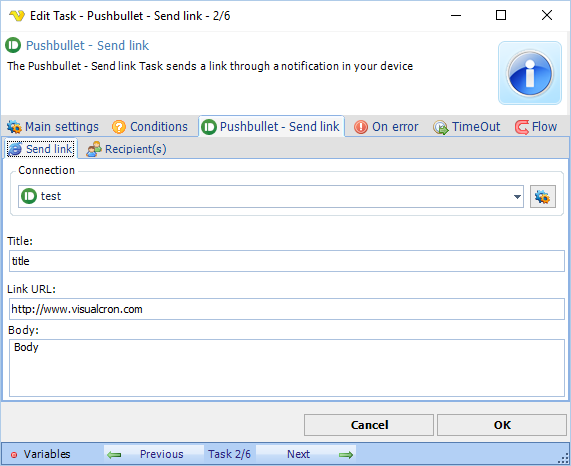 Edit Task - Pushbullet - Send link - 2/6
Pushbullet - Send link
The Pushbullet - Send link Task sends a link through a notification in your device
Main settings Conditions Pushbullet - Send link On error TimeOut Flow
Send link Recipient(s)
Connection
test
Title:
title
Link URL:
http://www.visualcron.com
Body:
Body
Cancel OK
Variables Previous Task 2/6 Next